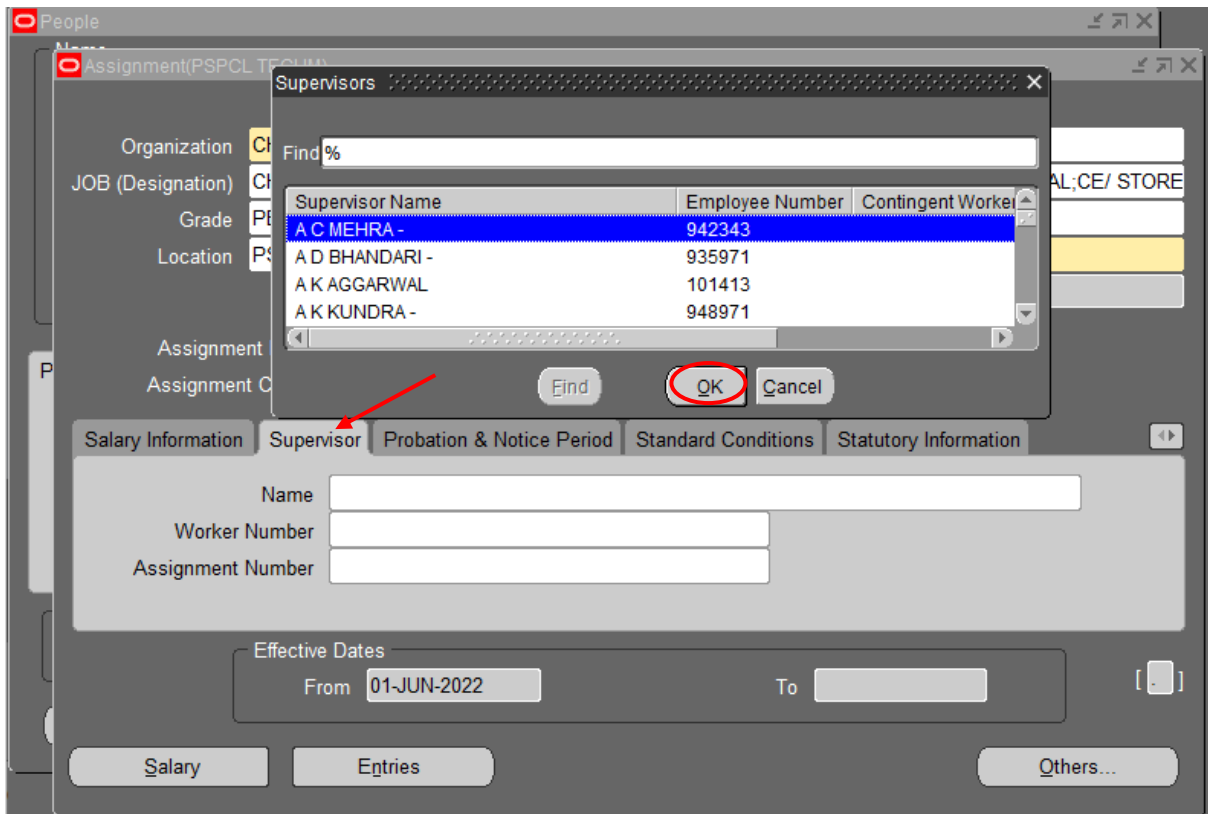 People
Assignment(PSPCL
Supervisors
Organization
Find %
JOB (Designation)
AL;CE/ STORE
Grade
Location
Supervisor Name Employee Number Contingent Worker
A C MEHRA - 942343
A D BHANDARI - 935971
A K AGGARWAL 101413
A K KUNDRA - 948971
Assignment
Assignment C
Find OK Cancel
Salary Information Supervisor Probation & Notice Period Standard Conditions Statutory Information
Name
Worker Number
Assignment Number
Effective Dates
From 01-JUN-2022 To [ . ]
Salary Entries Others...